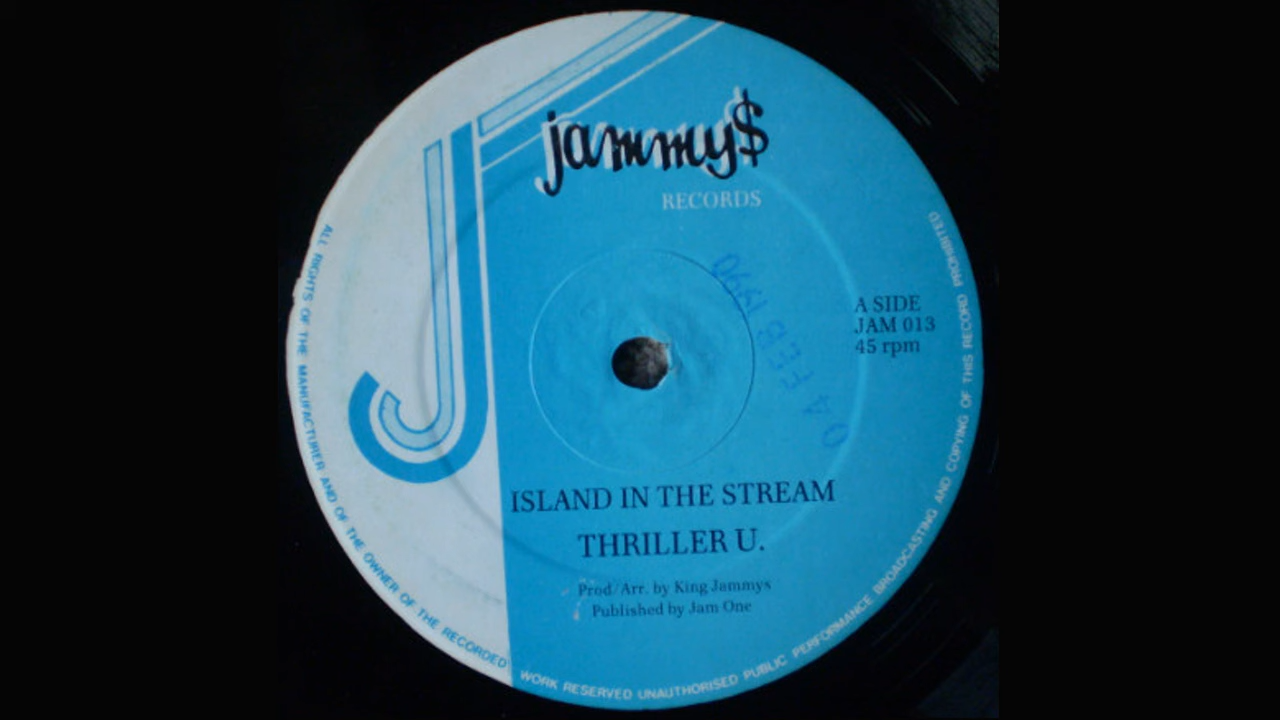 jammy$
RECORDS
A SIDE
JAM 013
45 rpm
04 FEB 1990
ISLAND IN THE STREAM
THRILLER U.
Prod/Arr. by King Jammys
Published by Jam One
ALL RIGHTS OF THE MANUFACTURER AND OF THE OWNER OF THE RECORDED WORK RESERVED UNAUTHORISED PUBLIC PERFORMANCE BROADCASTING AND COPYING OF THIS RECORD PROHIBITED